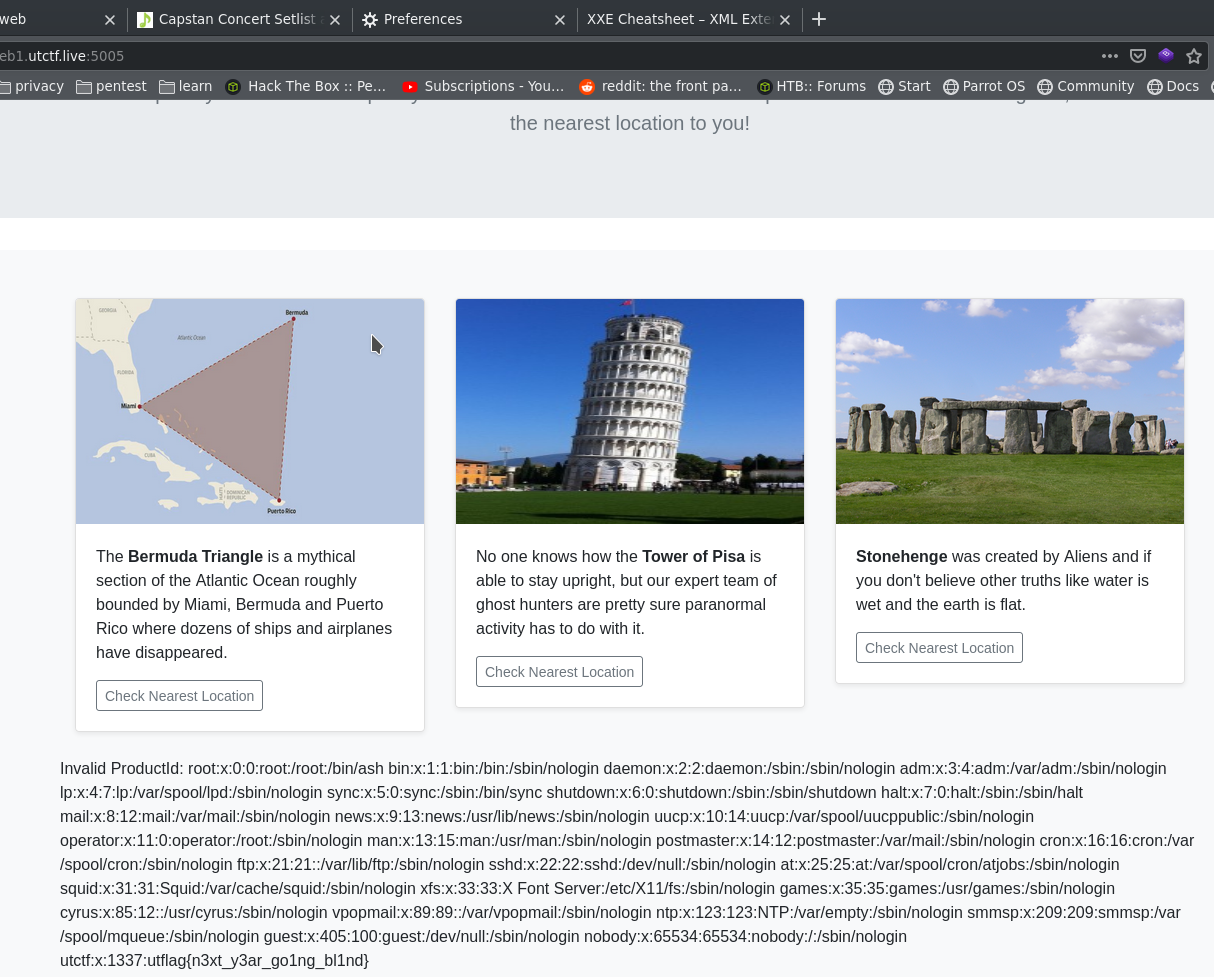 web
Capstan Concert Setlist
Preferences
XXE Cheatsheet – XML Exte
eb1.utctf.live:5005
privacy pentest learn Hack The Box :: Pe… Subscriptions - You… reddit: the front pa… HTB:: Forums Start Parrot OS Community Docs
the nearest location to you!
GEORGIA
Bermuda
Atlantic Ocean
FLORIDA
Miami
CUBA
HAITI
DOMINICAN
REPUBLIC
Puerto Rico
The Bermuda Triangle is a mythical
section of the Atlantic Ocean roughly
bounded by Miami, Bermuda and Puerto
Rico where dozens of ships and airplanes
have disappeared.
Check Nearest Location
No one knows how the Tower of Pisa is
able to stay upright, but our expert team of
ghost hunters are pretty sure paranormal
activity has to do with it.
Check Nearest Location
Stonehenge was created by Aliens and if
you don't believe other truths like water is
wet and the earth is flat.
Check Nearest Location
Invalid ProductId: root:x:0:0:root:/root:/bin/ash bin:x:1:1:bin:/bin:/sbin/nologin daemon:x:2:2:daemon:/sbin:/sbin/nologin adm:x:3:4:adm:/var/adm:/sbin/nologin
lp:x:4:7:lp:/var/spool/lpd:/sbin/nologin sync:x:5:0:sync:/sbin:/bin/sync shutdown:x:6:0:shutdown:/sbin:/sbin/shutdown halt:x:7:0:halt:/sbin:/sbin/halt
mail:x:8:12:mail:/var/mail:/sbin/nologin news:x:9:13:news:/usr/lib/news:/sbin/nologin uucp:x:10:14:uucp:/var/spool/uucppublic:/sbin/nologin
operator:x:11:0:operator:/root:/sbin/nologin man:x:13:15:man:/usr/man:/sbin/nologin postmaster:x:14:12:postmaster:/var/mail:/sbin/nologin cron:x:16:16:cron:/var
/spool/cron:/sbin/nologin ftp:x:21:21::/var/lib/ftp:/sbin/nologin sshd:x:22:22:sshd:/dev/null:/sbin/nologin at:x:25:25:at:/var/spool/cron/atjobs:/sbin/nologin
squid:x:31:31:Squid:/var/cache/squid:/sbin/nologin xfs:x:33:33:X Font Server:/etc/X11/fs:/sbin/nologin games:x:35:35:games:/usr/games:/sbin/nologin
cyrus:x:85:12::/usr/cyrus:/sbin/nologin vpopmail:x:89:89::/var/vpopmail:/sbin/nologin ntp:x:123:123:NTP:/var/empty:/sbin/nologin smmsp:x:209:209:smmsp:/var
/spool/mqueue:/sbin/nologin guest:x:405:100:guest:/dev/null:/sbin/nologin nobody:x:65534:65534:nobody:/:/sbin/nologin
utctf:x:1337:utflag{n3xt_y3ar_go1ng_bl1nd}